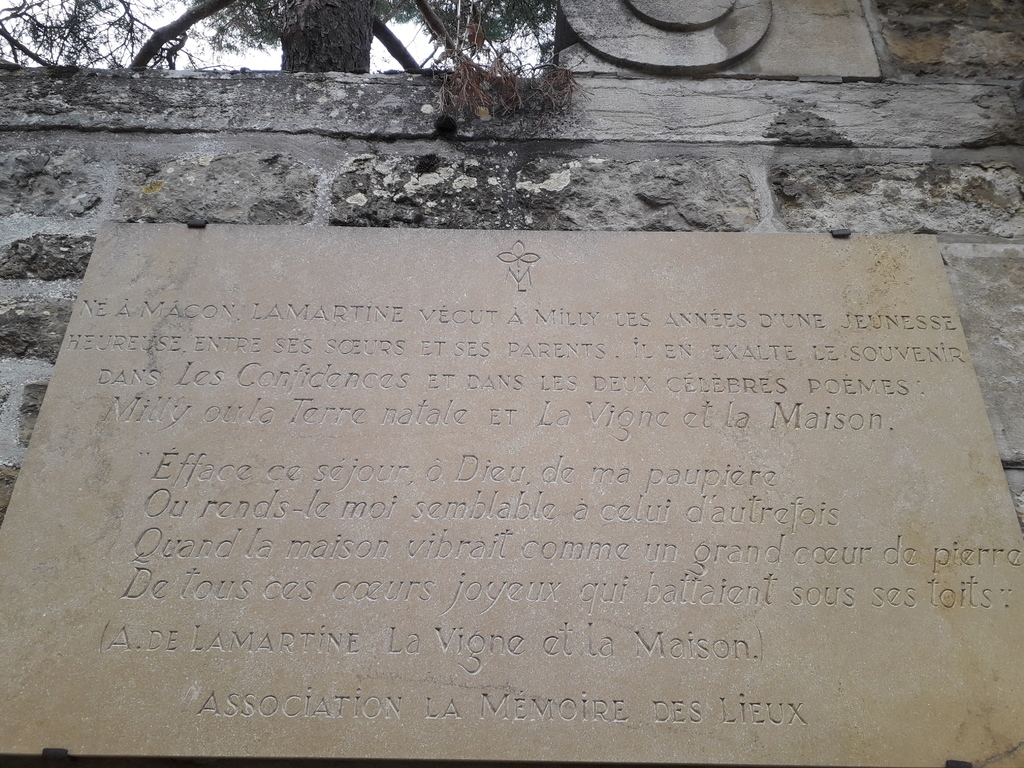 NÉ À MÂCON, LAMARTINE VÉCUT À MILLY LES ANNÉES D'UNE JEUNESSE
HEUREUSE, ENTRE SES SŒURS ET SES PARENTS. IL EN EXALTE LE SOUVENIR
DANS Les Confidences ET DANS LES DEUX CÉLÈBRES POÈMES:
Milly ou la Terre natale ET La Vigne et la Maison.
"Efface ce séjour, ô Dieu, de ma paupière
Ou rends-le moi semblable à celui d'autrefois
Quand la maison vibrait comme un grand cœur de pierre
De tous ces cœurs joyeux qui battaient sous ses toits".
(A. DE LAMARTINE La Vigne et la Maison.)
ASSOCIATION LA MÉMOIRE DES LIEUX